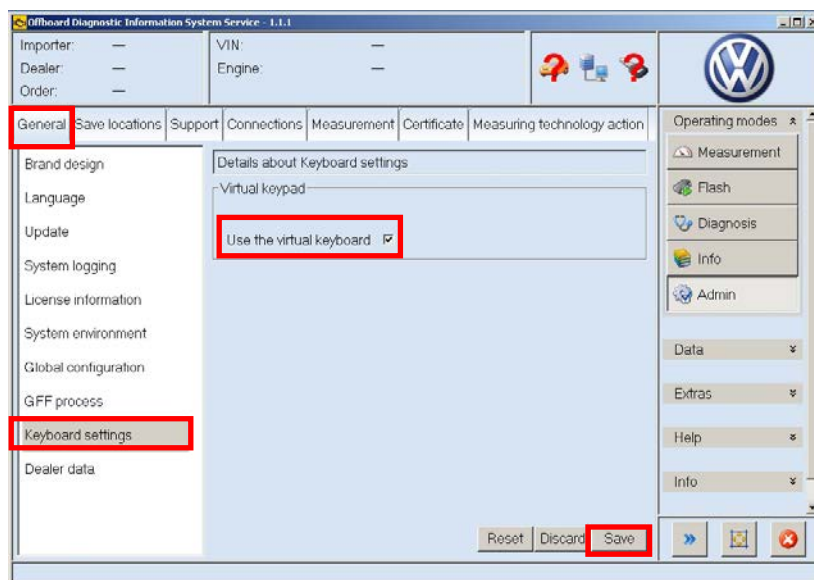 Offboard Diagnostic Information System Service - 1.1.1
Importer: —
Dealer: —
Order: —
VIN: —
Engine: —
General Save locations Support Connections Measurement Certificate Measuring technology action
Brand design
Language
Update
System logging
License information
System environment
Global configuration
GFF process
Keyboard settings
Dealer data
Details about Keyboard settings
Virtual keypad
Use the virtual keyboard
Reset Discard Save
Operating modes
Measurement
Flash
Diagnosis
Info
Admin
Data
Extras
Help
Info